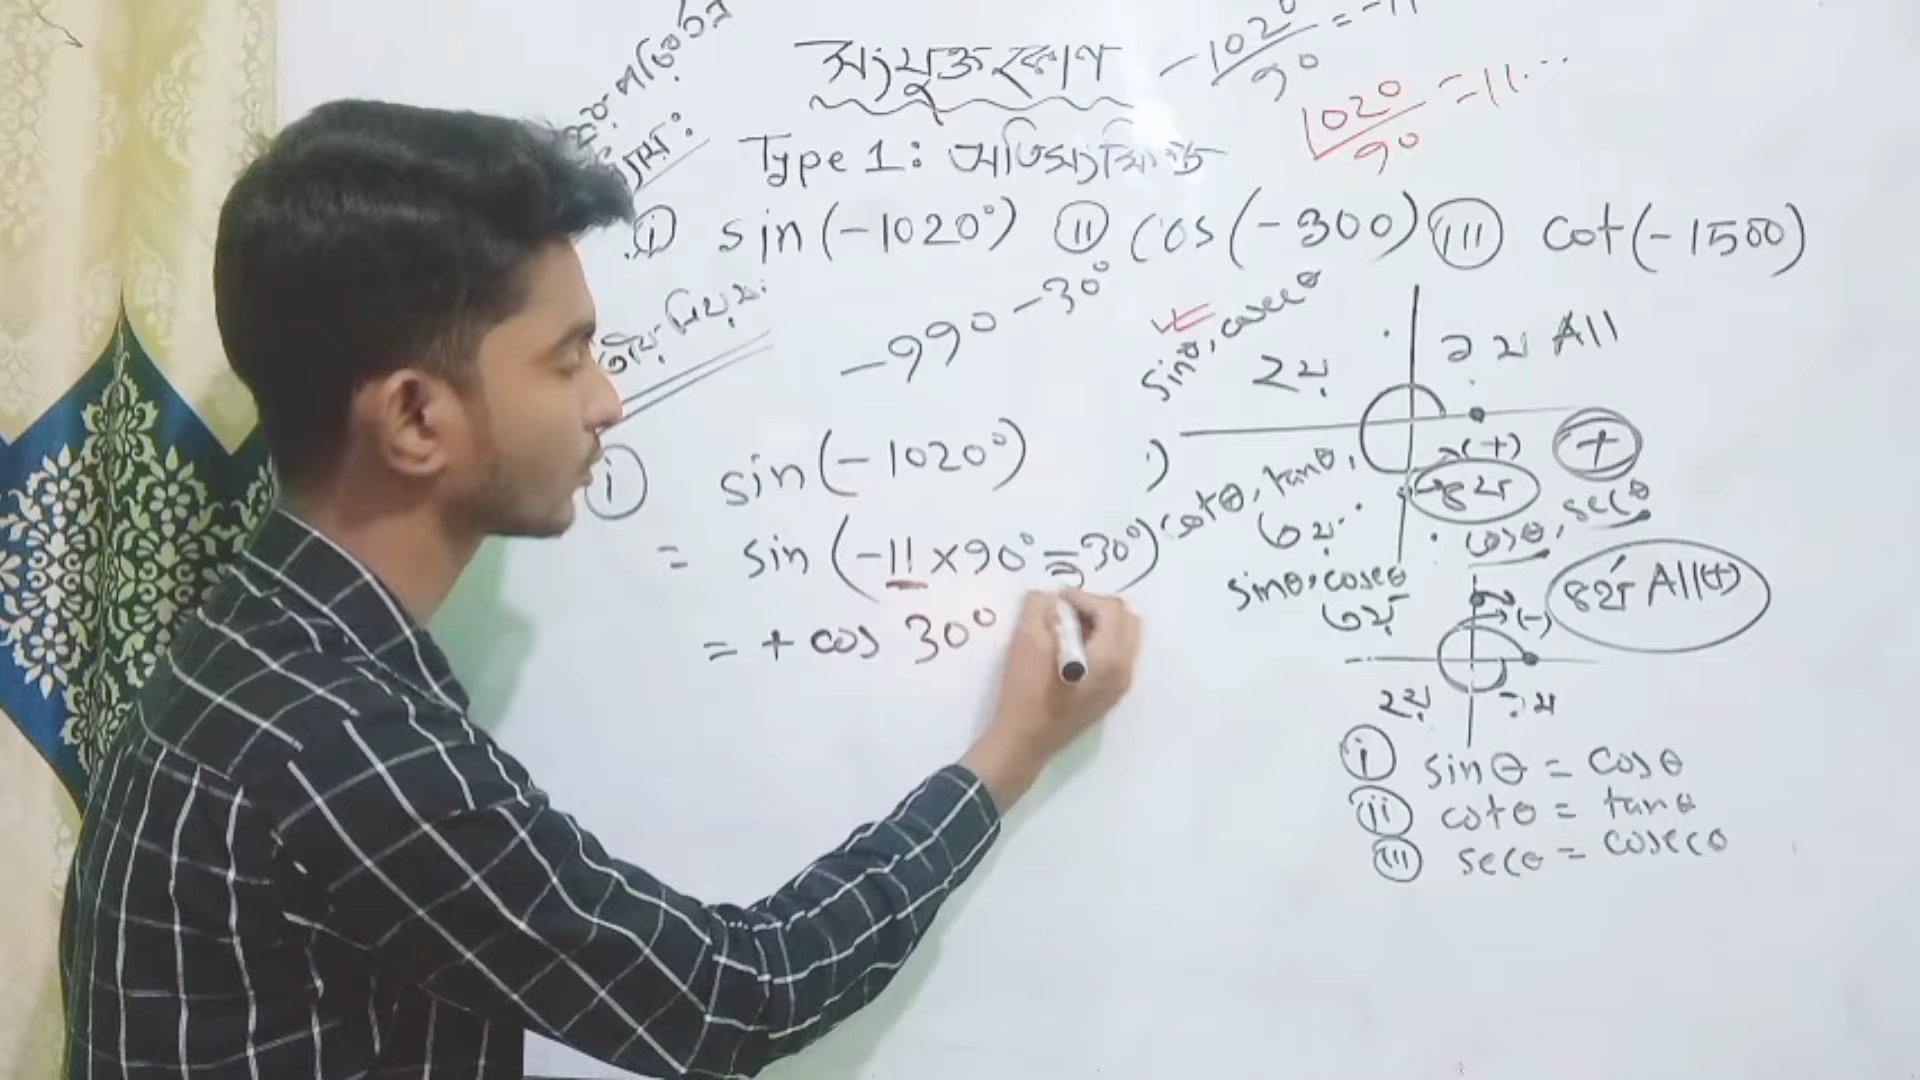 সংযুক্ত কোণ
-1020/90 = -11
1020/90 = 11...
Type 1:
i sin(-1020°) ii cos(-300) iii cot(-1500)
-990-30°
sinθ, cosecθ
২য়
১ম All
i sin(-1020°)
= sin(-11×90°-30°)
= + cos 30°
(+)
+
৪র্থ
cotθ, tanθ,
৩য়
cosθ, secθ
sinθ, cosecθ
৩য়
(-)
৪র্থ All(+)
২য় ১ম
i sinθ = cosθ
ii cotθ = tanθ
iii secθ = cosecθ